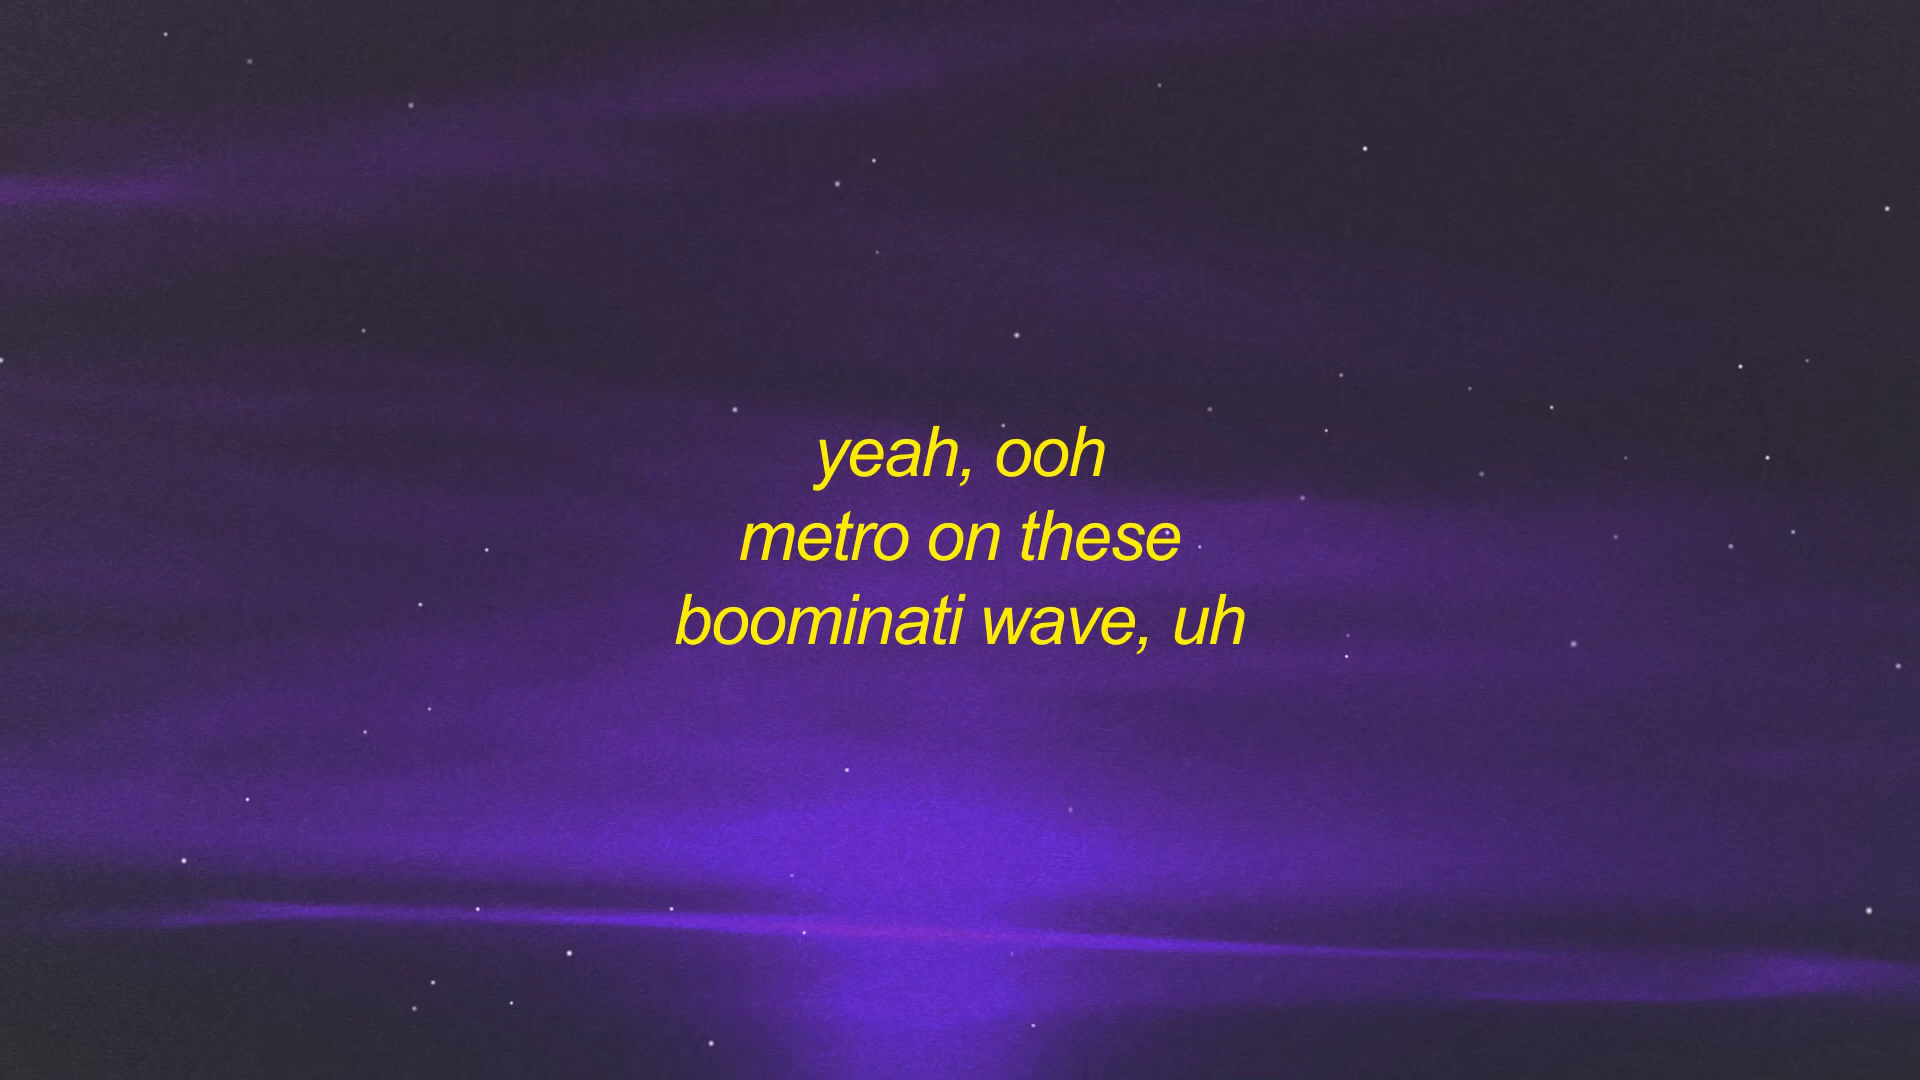 yeah, ooh
metro on these
boominati wave, uh